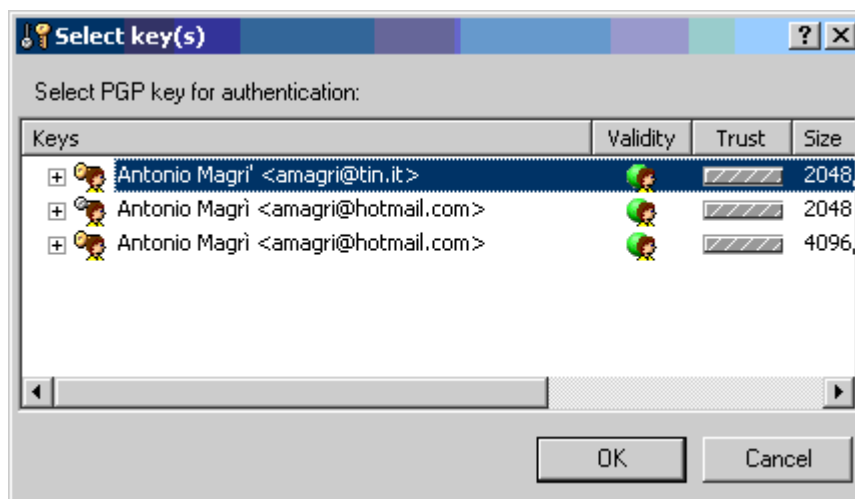 Select key(s)
Select PGP key for authentication:
Keys Validity Trust Size
Antonio Magri' <amagri@tin.it> 2048,
Antonio Magrì <amagri@hotmail.com> 2048
Antonio Magrì <amagri@hotmail.com> 4096,
OK Cancel